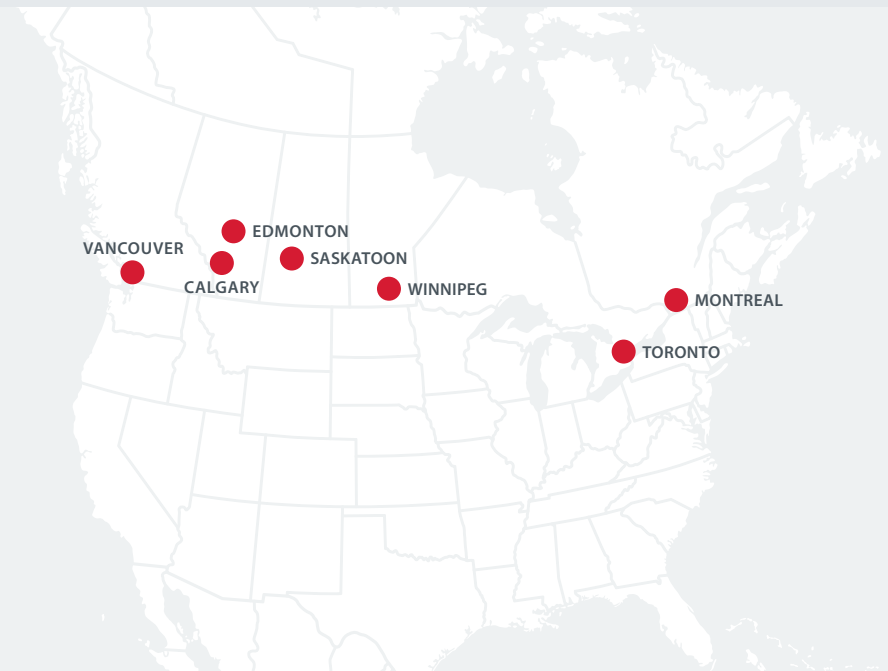 EDMONTON
VANCOUVER
SASKATOON
CALGARY
WINNIPEG
MONTREAL
TORONTO